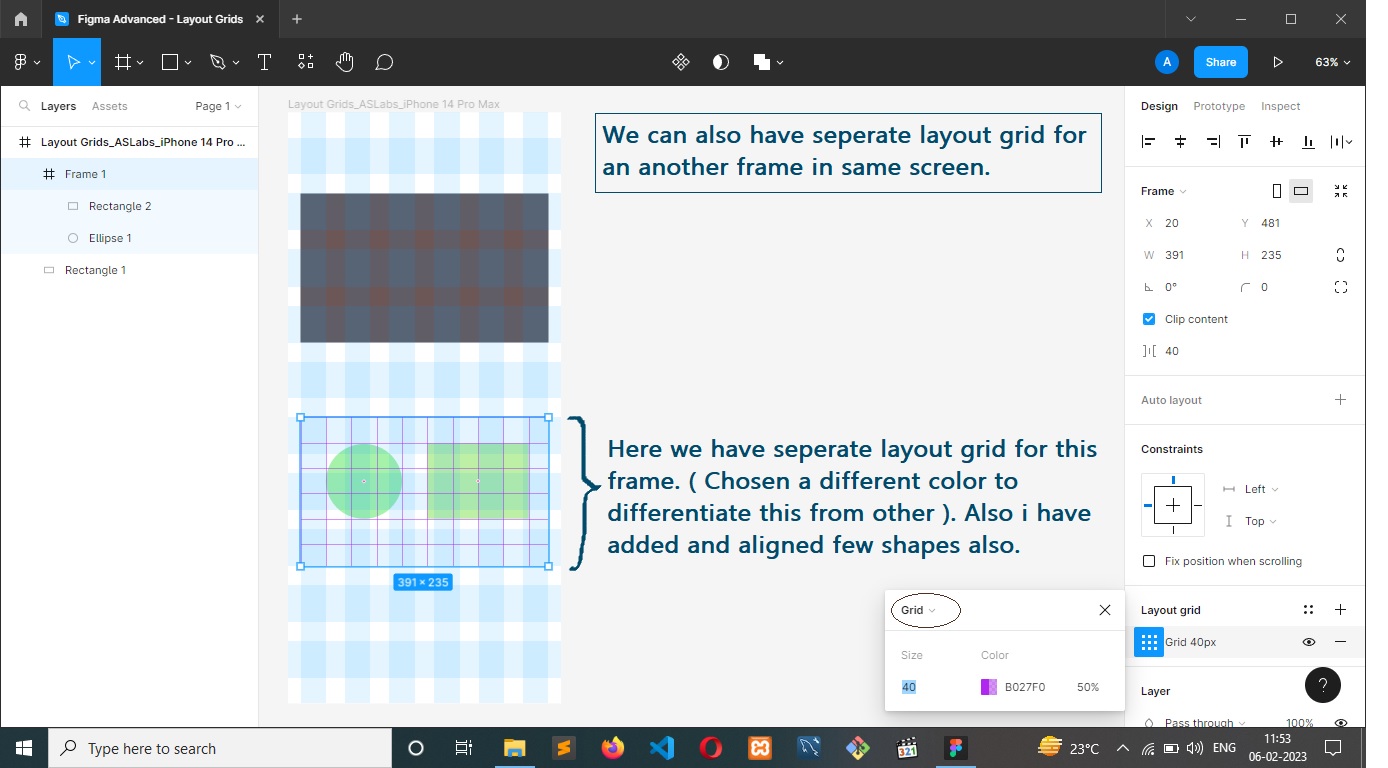 Figma Advanced - Layout Grids
A
Share
63%
Layers
Assets
Page 1
Layout Grids_ASLabs_iPhone 14 Pro ...
Frame 1
Rectangle 2
Ellipse 1
Rectangle 1
Layout Grids_ASLabs_iPhone 14 Pro Max
We can also have seperate layout grid for
an another frame in same screen.
Here we have seperate layout grid for this
frame. ( Chosen a different color to
differentiate this from other ). Also i have
added and aligned few shapes also.
391 × 235
Grid
Size
Color
40
B027F0
50%
Design
Prototype
Inspect
Frame
X 20
Y 481
W 391
H 235
0°
0
Clip content
40
Auto layout
Constraints
Left
Top
Fix position when scrolling
Layout grid
Grid 40px
Layer
?
Pass through
100%
Type here to search
321
23°C
ENG
11:53
06-02-2023